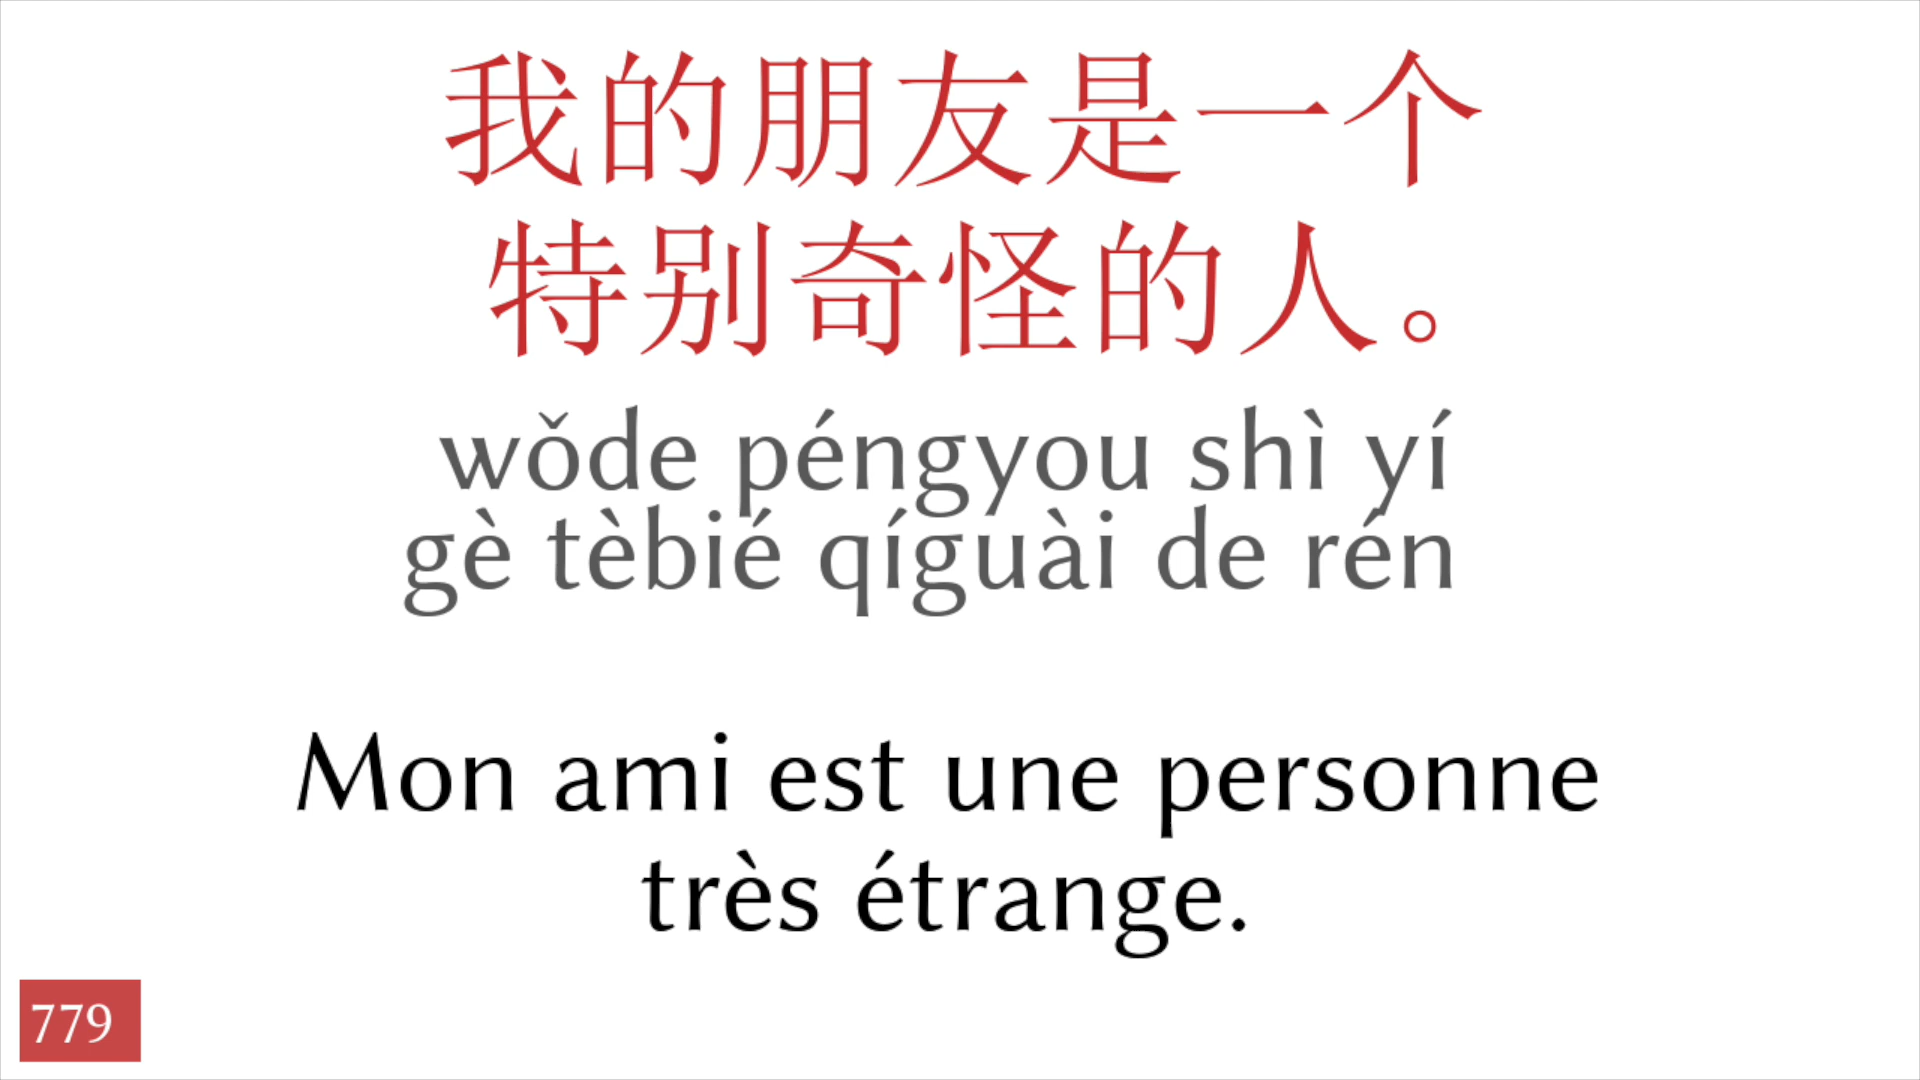 我的朋友是一个
特别奇怪的人。
wǒde péngyou shì yí
gè tèbié qíguài de rén
Mon ami est une personne
très étrange.
779